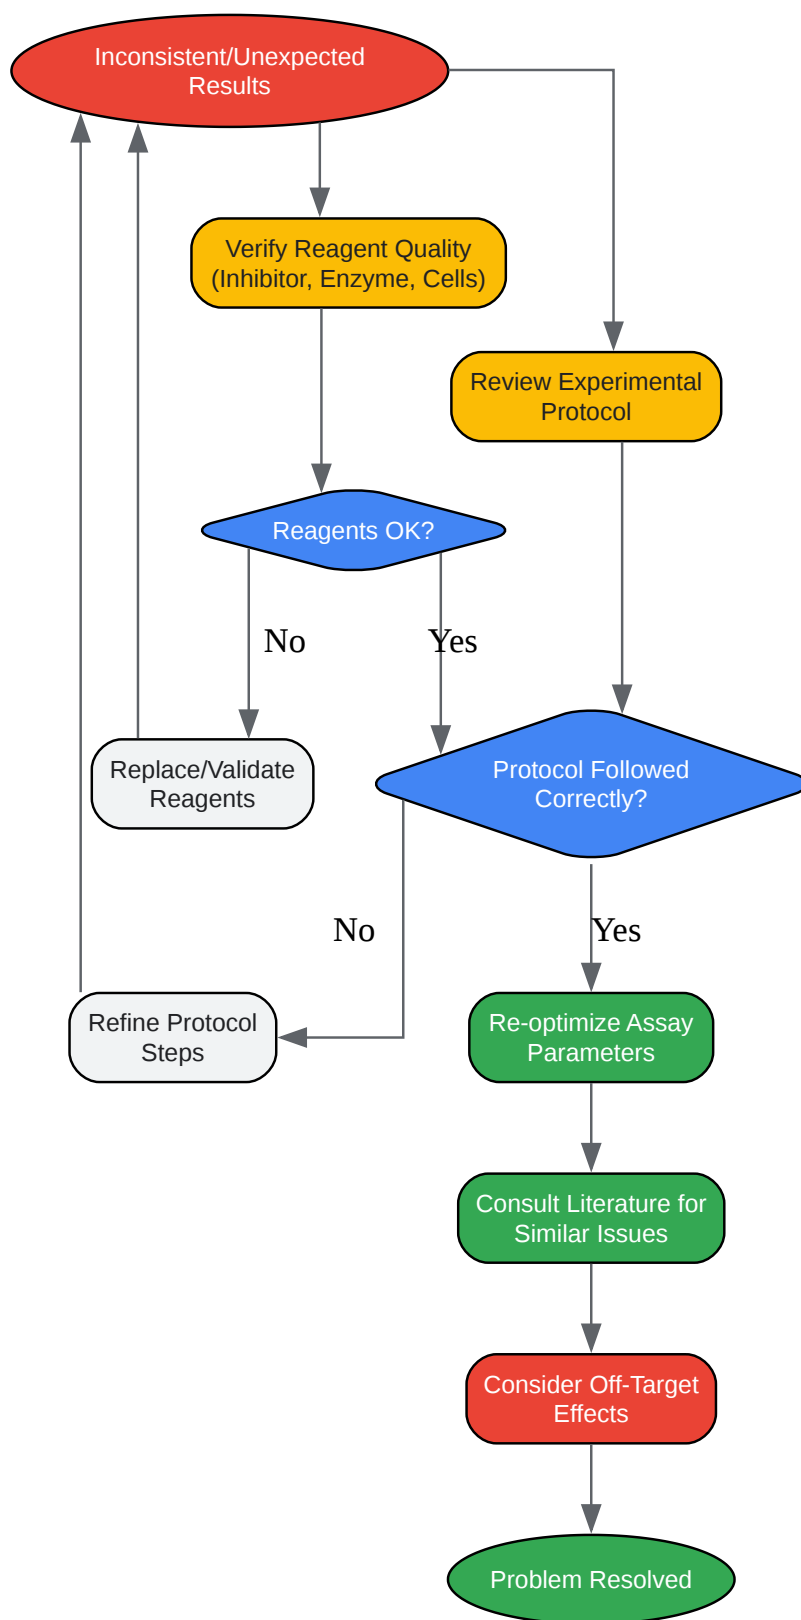 Inconsistent/Unexpected
Results
Verify Reagent Quality
(Inhibitor, Enzyme, Cells)
Review Experimental
Protocol
Reagents OK?
No
Yes
Replace/Validate
Reagents
Protocol Followed
Correctly?
No
Yes
Refine Protocol
Steps
Re-optimize Assay
Parameters
Consult Literature for
Similar Issues
Consider Off-Target
Effects
Problem Resolved